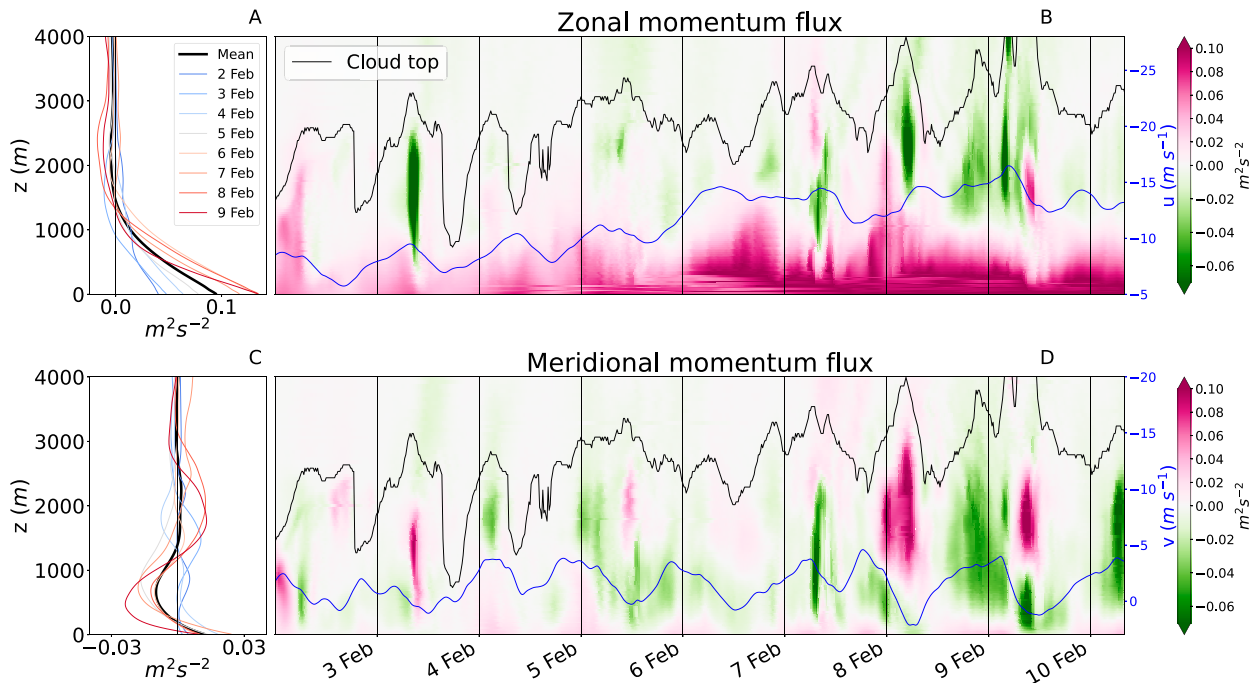 A
Zonal momentum flux
B
4000
3000
2000
1000
0
z (m)
Mean
2 Feb
3 Feb
4 Feb
5 Feb
6 Feb
7 Feb
8 Feb
9 Feb
0.0
0.1
m²s⁻²
Cloud top
−25
−20
−15
−10
−5
u (m s⁻¹)
0.10
0.08
0.06
0.04
0.02
0.00
−0.02
−0.04
−0.06
m²s⁻²
C
Meridional momentum flux
D
4000
3000
2000
1000
0
z (m)
−0.03
0.03
m²s⁻²
3 Feb
4 Feb
5 Feb
6 Feb
7 Feb
8 Feb
9 Feb
10 Feb
−20
−15
−10
−5
0
v (m s⁻¹)
0.10
0.08
0.06
0.04
0.02
0.00
−0.02
−0.04
−0.06
m²s⁻²